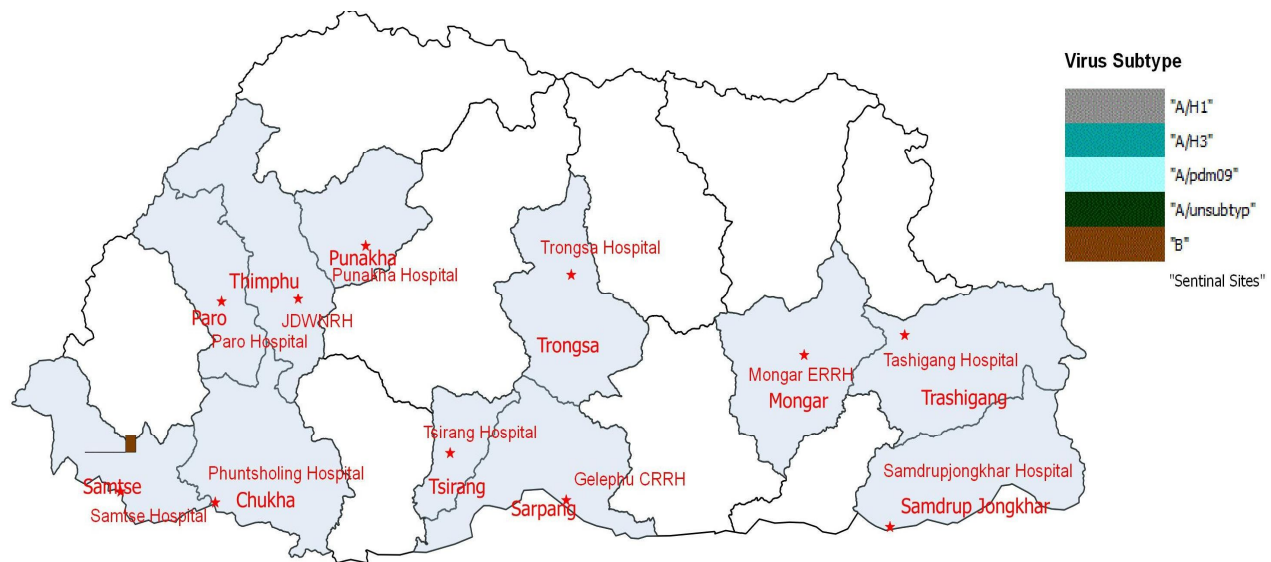 Virus Subtype
"A/H1"
"A/H3"
"A/pdm09"
"A/unsubtyp"
"B"
"Sentinal Sites"
Punakha
Punakha Hospital
Thimphu
JDWNRH
Paro
Paro Hospital
Trongsa Hospital
Trongsa
Mongar ERRH
Mongar
Tashigang Hospital
Trashigang
Tsirang Hospital
Tsirang
Gelephu CRRH
Sarpang
Phuntsholing Hospital
Chukha
Samtse
Samtse Hospital
Samdrupjongkhar Hospital
Samdrup Jongkhar